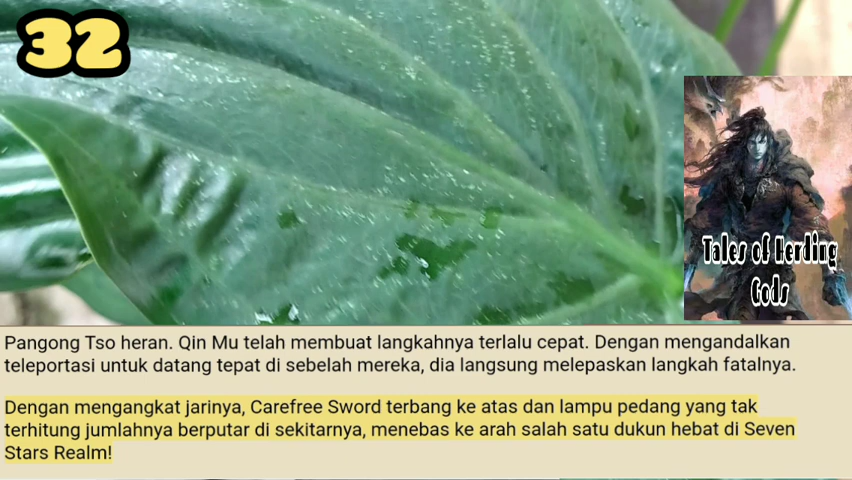 32
Tales of Herding
Gods
Pangong Tso heran. Qin Mu telah membuat langkahnya terlalu cepat. Dengan mengandalkan
teleportasi untuk datang tepat di sebelah mereka, dia langsung melepaskan langkah fatalnya.
Dengan mengangkat jarinya, Carefree Sword terbang ke atas dan lampu pedang yang tak
terhitung jumlahnya berputar di sekitarnya, menebas ke arah salah satu dukun hebat di Seven
Stars Realm!